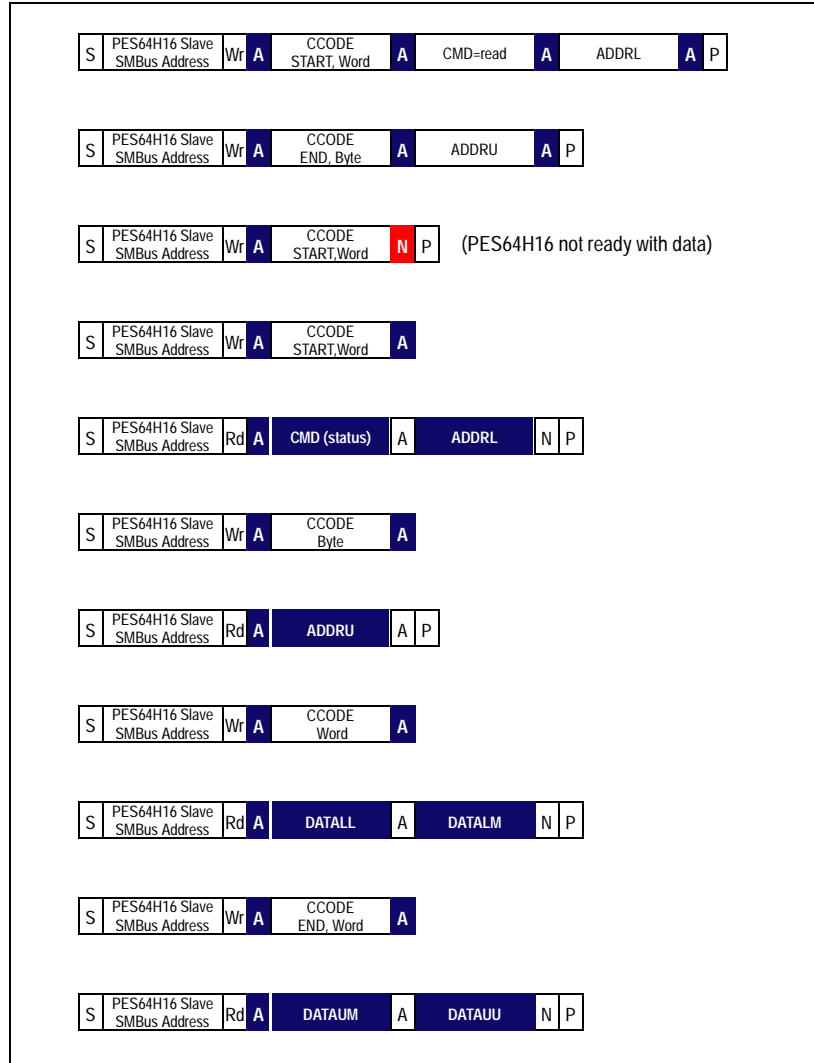 S PES64H16 Slave SMBus Address Wr A CCODE START, Word A CMD=read A ADDRL A P
S PES64H16 Slave SMBus Address Wr A CCODE END, Byte A ADDRU A P
S PES64H16 Slave SMBus Address Wr A CCODE START,Word N P (PES64H16 not ready with data)
S PES64H16 Slave SMBus Address Wr A CCODE START,Word A
S PES64H16 Slave SMBus Address Rd A CMD (status) A ADDRL N P
S PES64H16 Slave SMBus Address Wr A CCODE Byte A
S PES64H16 Slave SMBus Address Rd A ADDRU A P
S PES64H16 Slave SMBus Address Wr A CCODE Word A
S PES64H16 Slave SMBus Address Rd A DATALL A DATALM N P
S PES64H16 Slave SMBus Address Wr A CCODE END, Word A
S PES64H16 Slave SMBus Address Rd A DATAUM A DATAUU N P